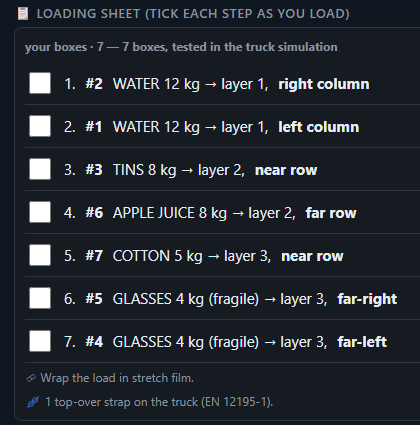 LOADING SHEET (TICK EACH STEP AS YOU LOAD)
your boxes · 7 — 7 boxes, tested in the truck simulation
1. #2 WATER 12 kg → layer 1, right column
2. #1 WATER 12 kg → layer 1, left column
3. #3 TINS 8 kg → layer 2, near row
4. #6 APPLE JUICE 8 kg → layer 2, far row
5. #7 COTTON 5 kg → layer 3, near row
6. #5 GLASSES 4 kg (fragile) → layer 3, far-right
7. #4 GLASSES 4 kg (fragile) → layer 3, far-left
Wrap the load in stretch film.
1 top-over strap on the truck (EN 12195-1).